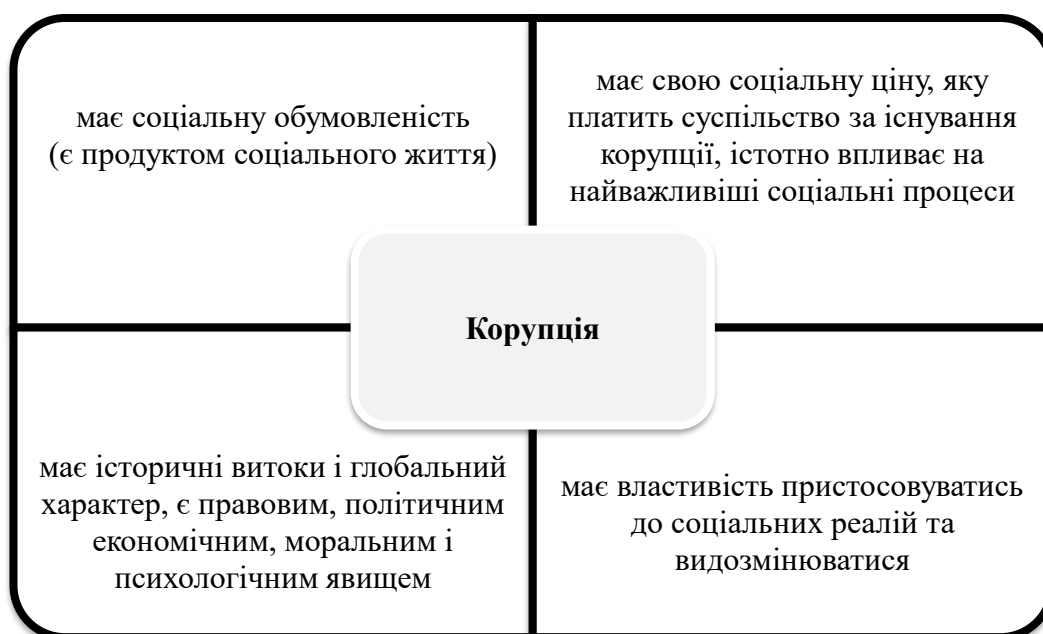 має соціальну обумовленість
(є продуктом соціального життя)
має свою соціальну ціну, яку
платить суспільство за існування
корупції, істотно впливає на
найважливіші соціальні процеси
Корупція
має історичні витоки і глобальний
характер, є правовим, політичним
економічним, моральним і
психологічним явищем
має властивість пристосовуватись
до соціальних реалій та
видозмінюватися